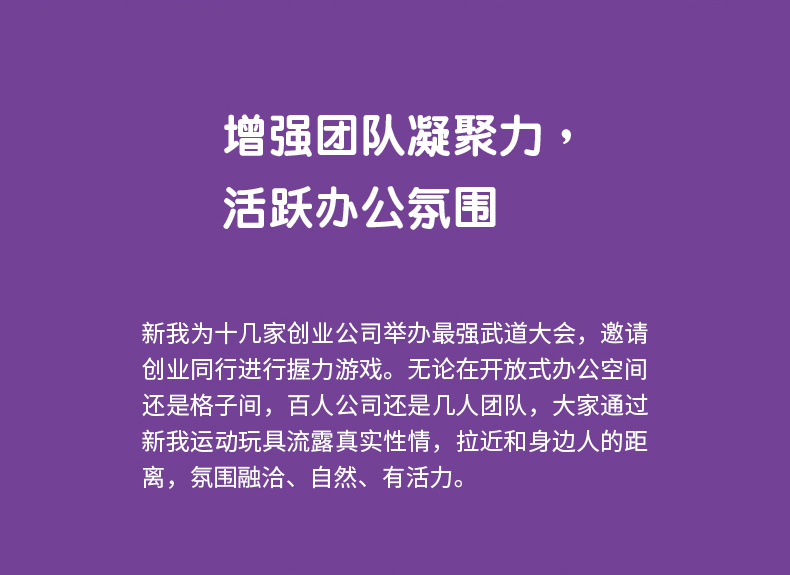 增强团队凝聚力，
活跃办公氛围
新我为十几家创业公司举办最强武道大会，邀请
创业同行进行握力游戏。无论在开放式办公空间
还是格子间，百人公司还是几人团队，大家通过
新我运动玩具流露真实性情，拉近和身边人的距
离，氛围融洽、自然、有活力。